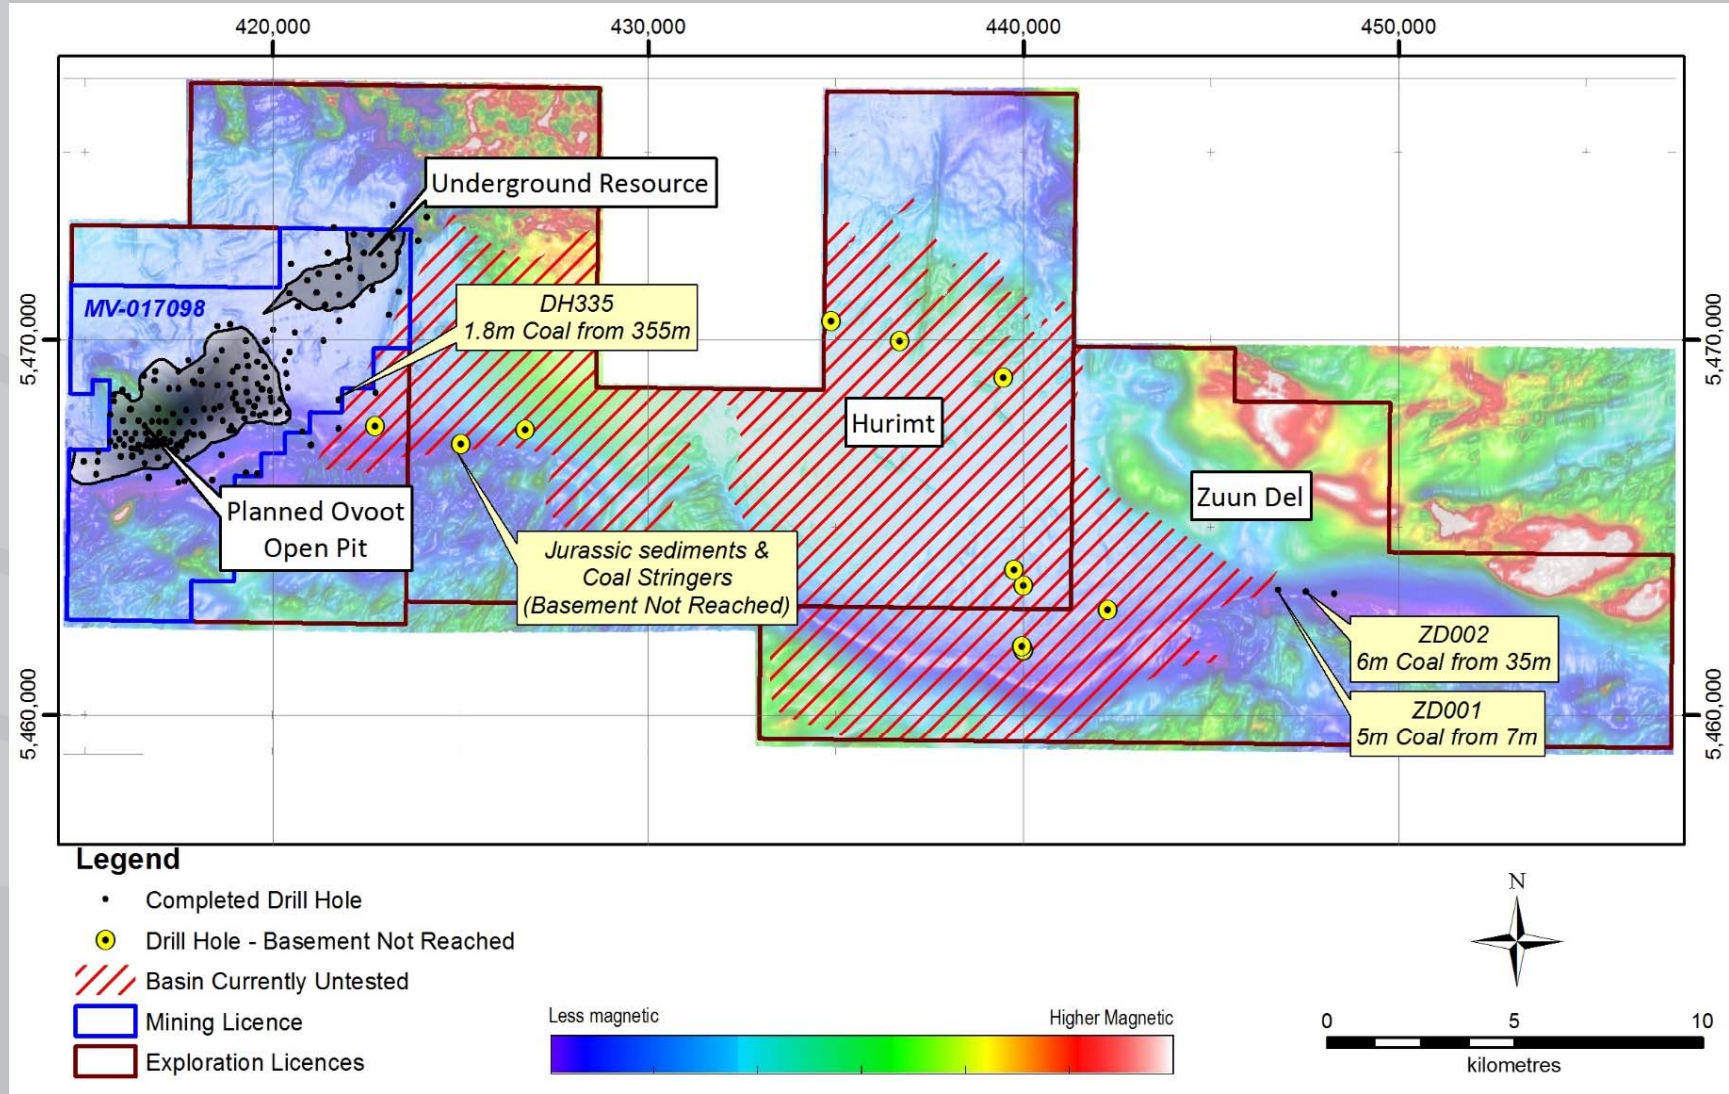 420,000
430,000
440,000
450,000
5,470,000
5,460,000
5,470,000
5,460,000
Underground Resource
MV-017098
DH335
1.8m Coal from 355m
Hurimt
Zuun Del
Planned Ovoot
Open Pit
Jurassic sediments &
Coal Stringers
(Basement Not Reached)
ZD002
6m Coal from 35m
ZD001
5m Coal from 7m
Legend
Completed Drill Hole
Drill Hole - Basement Not Reached
Basin Currently Untested
Mining Licence
Exploration Licences
Less magnetic
Higher Magnetic
N
0
5
10
kilometres